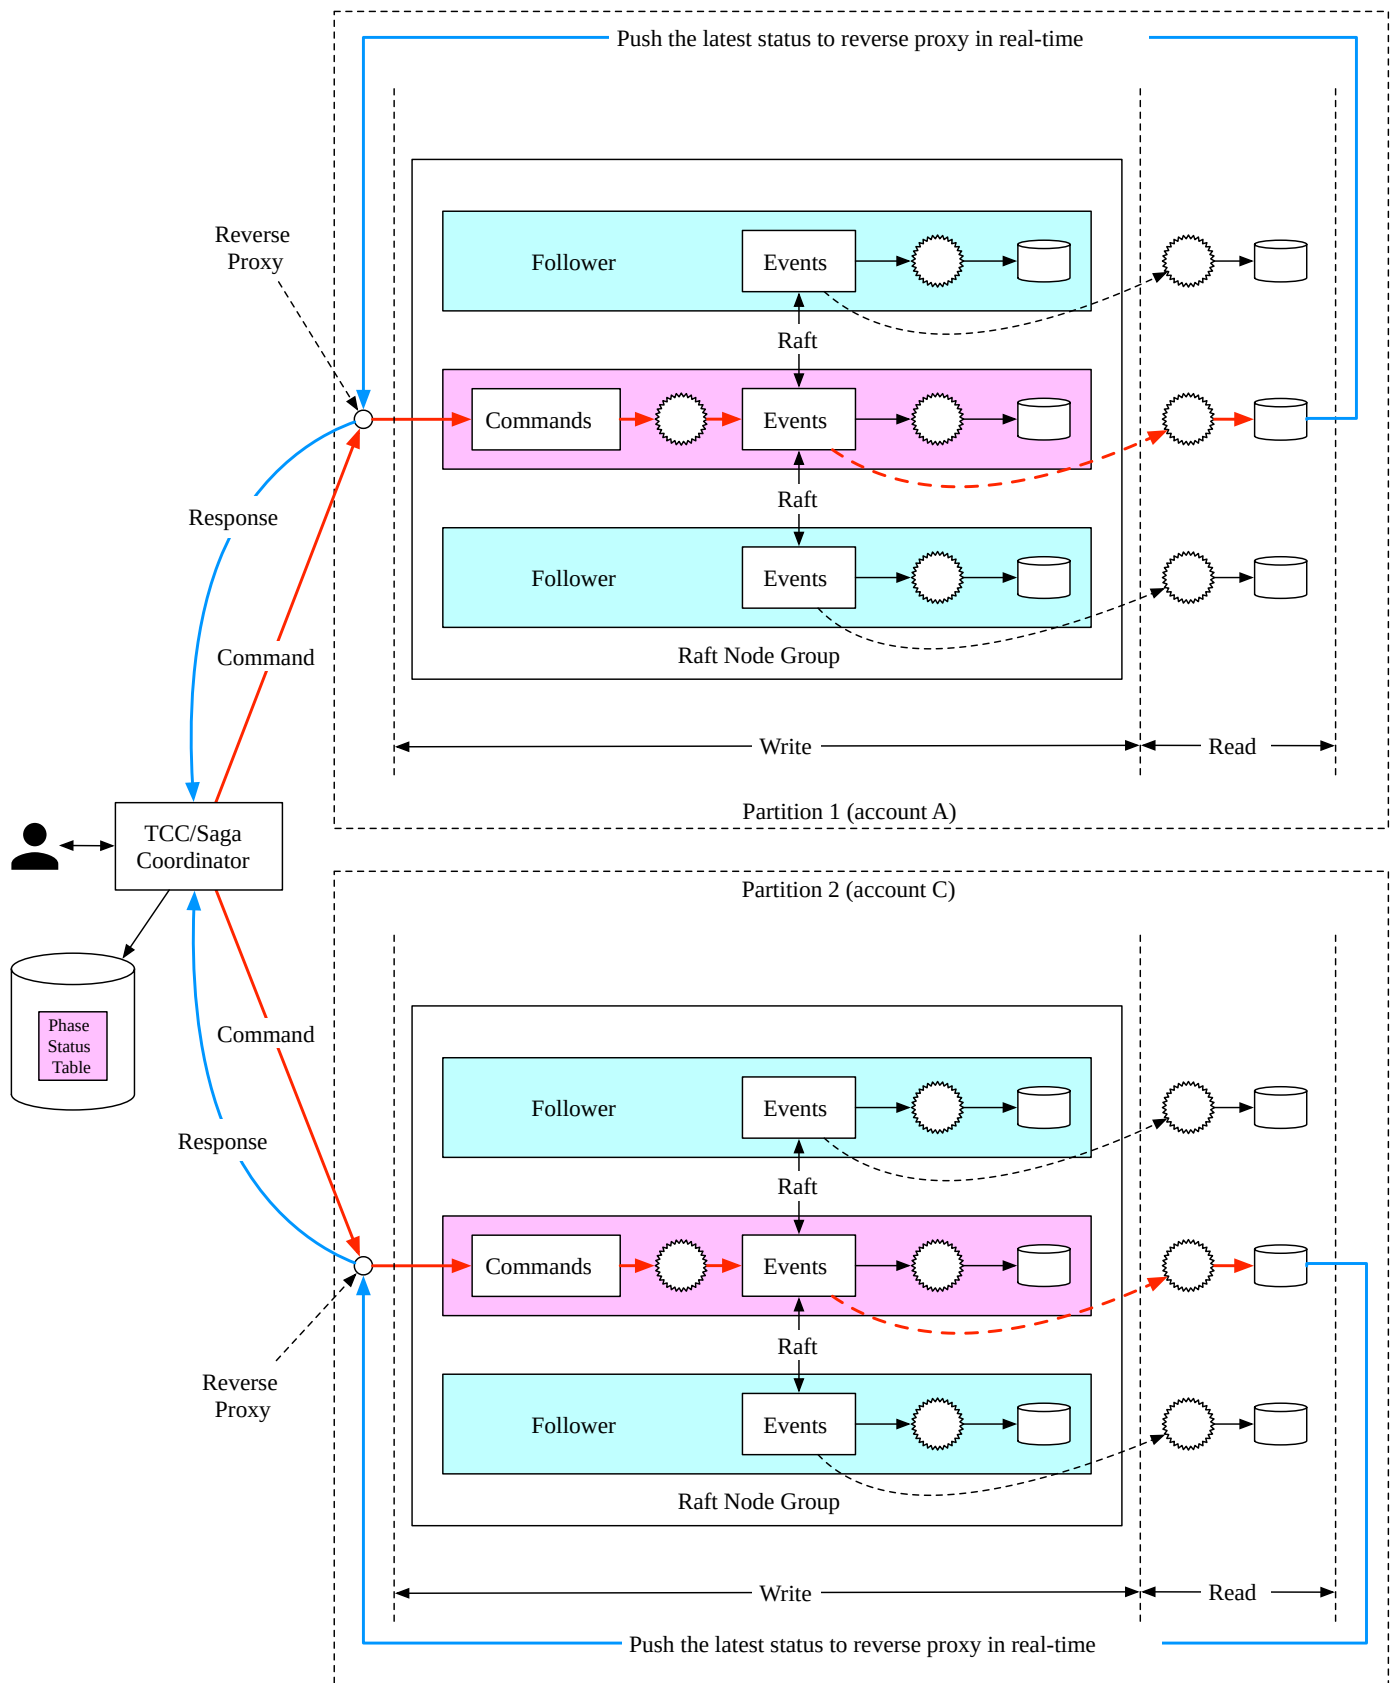 Push the latest status to reverse proxy in real-time
Reverse
Proxy
Follower
Events
Raft
Commands
Events
Response
Raft
Follower
Events
Command
Raft Node Group
Write
Read
Partition 1 (account A)
TCC/Saga
Coordinator
Partition 2 (account C)
Phase
Status
Table
Command
Follower
Events
Response
Raft
Commands
Events
Raft
Reverse
Proxy
Follower
Events
Raft Node Group
Write
Read
Push the latest status to reverse proxy in real-time